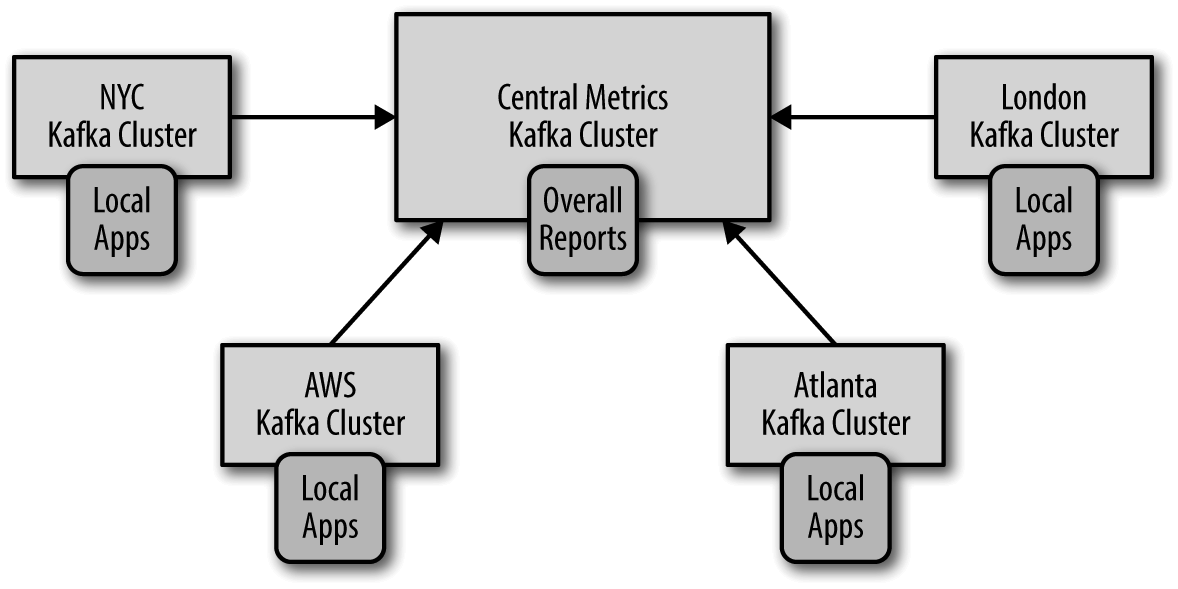 NYC
Kafka Cluster
Local
Apps
Central Metrics
Kafka Cluster
Overall
Reports
London
Kafka Cluster
Local
Apps
AWS
Kafka Cluster
Local
Apps
Atlanta
Kafka Cluster
Local
Apps